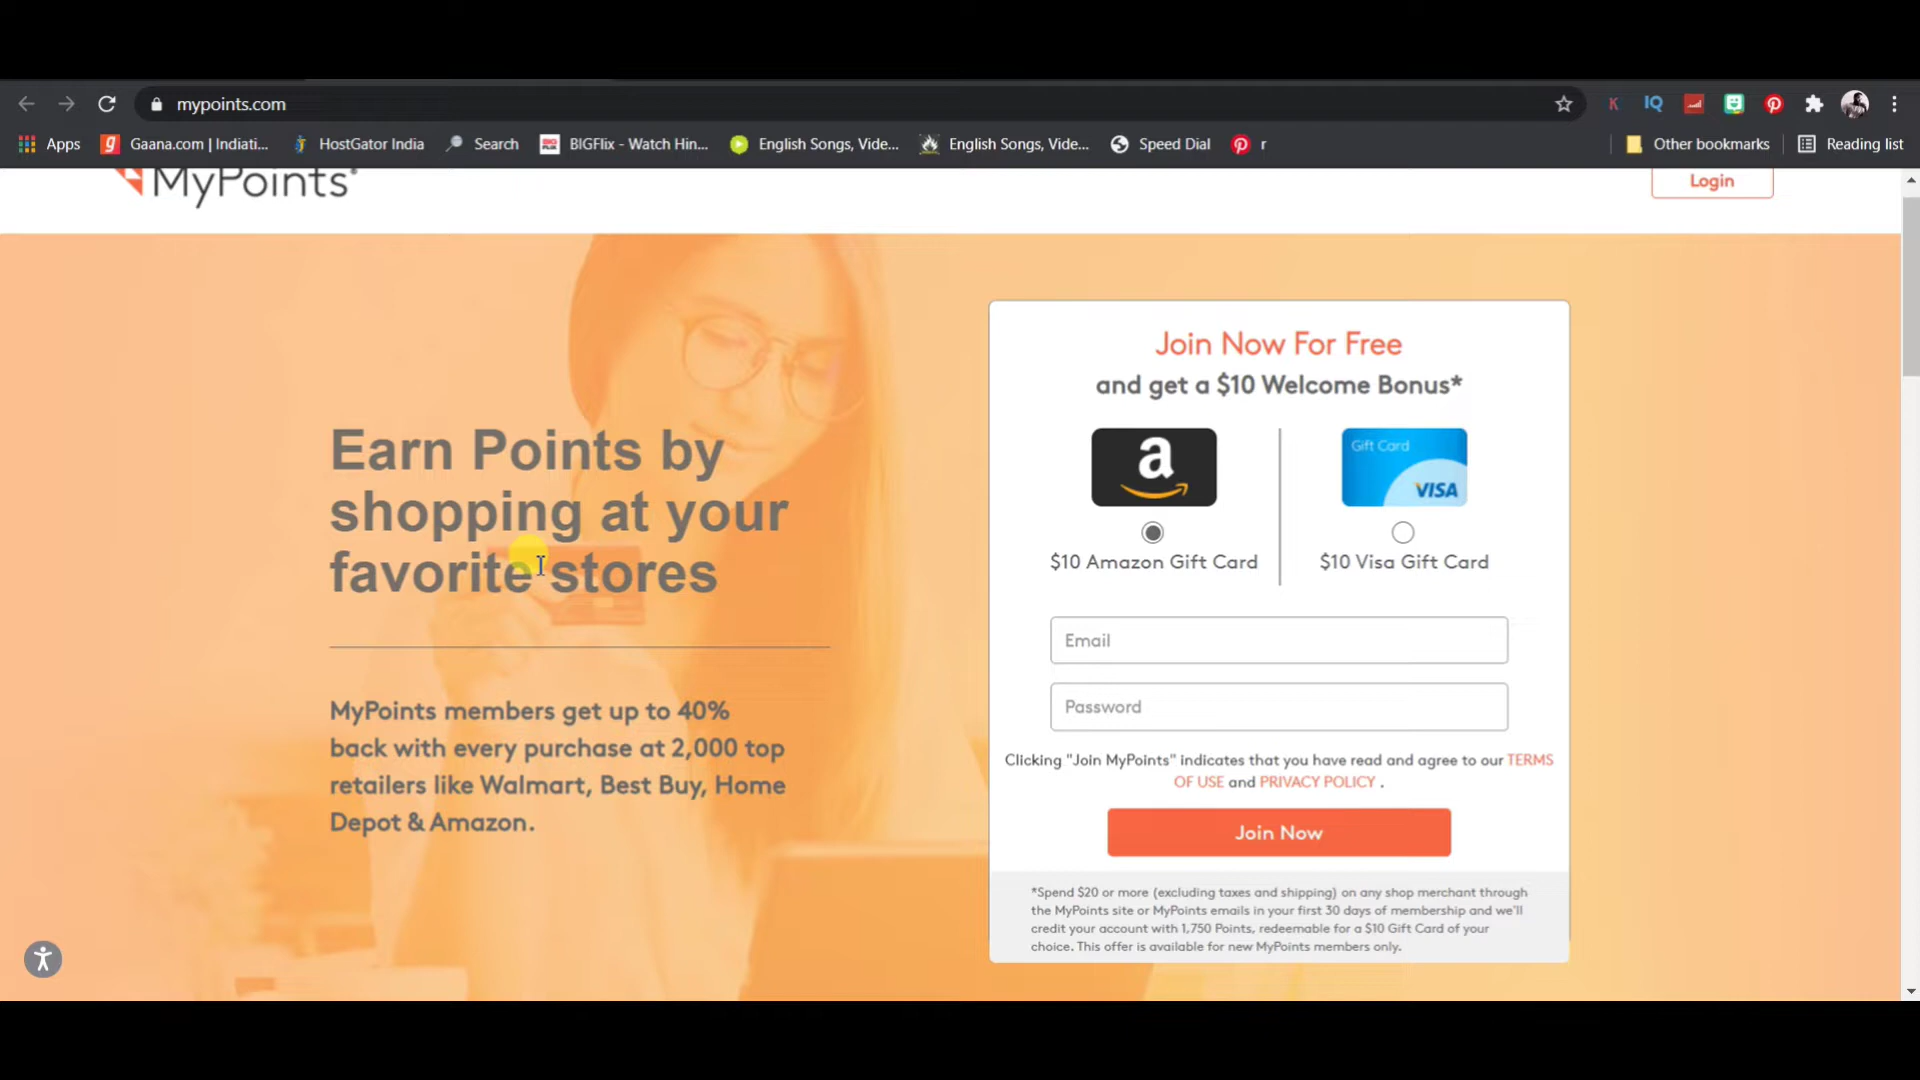 mypoints.com
K IQ
Apps Gaana.com | Indiati... HostGator India Search BIGFlix - Watch Hin... English Songs, Vide... English Songs, Vide... Speed Dial r Other bookmarks Reading list
MyPoints®
Login
Earn Points by
shopping at your
favorite stores
MyPoints members get up to 40%
back with every purchase at 2,000 top
retailers like Walmart, Best Buy, Home
Depot & Amazon.
Join Now For Free
and get a $10 Welcome Bonus*
a
Gift Card
VISA
$10 Amazon Gift Card
$10 Visa Gift Card
Email
Password
Clicking "Join MyPoints" indicates that you have read and agree to our TERMS
OF USE and PRIVACY POLICY .
Join Now
*Spend $20 or more (excluding taxes and shipping) on any shop merchant through
the MyPoints site or MyPoints emails in your first 30 days of membership and we'll
credit your account with 1,750 Points, redeemable for a $10 Gift Card of your
choice. This offer is available for new MyPoints members only.